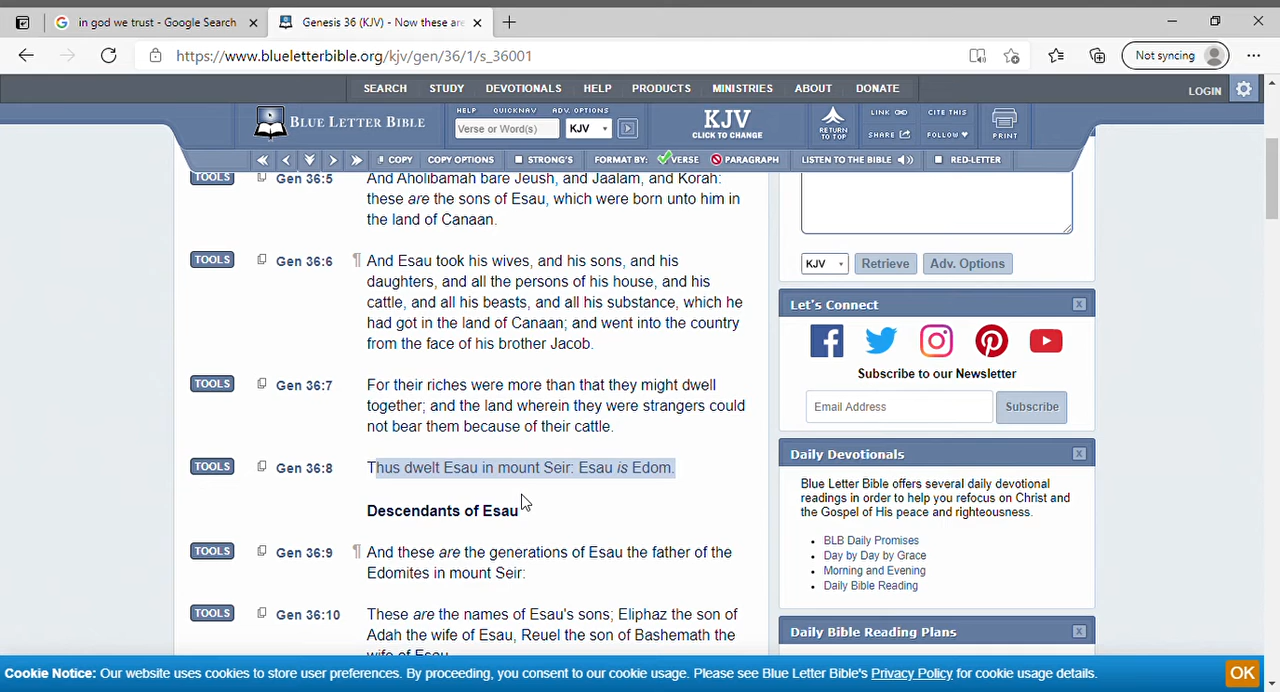 in god we trust - Google Search
Genesis 36 (KJV) - Now these are
https://www.blueletterbible.org/kjv/gen/36/1/s_36001
Not syncing
SEARCH STUDY DEVOTIONALS HELP PRODUCTS MINISTRIES ABOUT DONATE
LOGIN
BLUE LETTER BIBLE
HELP QUICKNAV ADV. OPTIONS
Verse or Word(s) KJV
KJV
CLICK TO CHANGE
RETURN
TO TOP
LINK CITE THIS
SHARE FOLLOW
PRINT
COPY COPY OPTIONS STRONG'S FORMAT BY: VERSE PARAGRAPH LISTEN TO THE BIBLE RED-LETTER
TOOLS Gen 36:5 And Aholibamah bare Jeush, and Jaalam, and Korah:
these are the sons of Esau, which were born unto him in
the land of Canaan.
TOOLS Gen 36:6 ¶ And Esau took his wives, and his sons, and his
daughters, and all the persons of his house, and his
cattle, and all his beasts, and all his substance, which he
had got in the land of Canaan; and went into the country
from the face of his brother Jacob.
TOOLS Gen 36:7 For their riches were more than that they might dwell
together; and the land wherein they were strangers could
not bear them because of their cattle.
TOOLS Gen 36:8 Thus dwelt Esau in mount Seir: Esau is Edom.
Descendants of Esau
TOOLS Gen 36:9 ¶ And these are the generations of Esau the father of the
Edomites in mount Seir:
TOOLS Gen 36:10 These are the names of Esau's sons; Eliphaz the son of
Adah the wife of Esau, Reuel the son of Bashemath the
wife of Esau.
KJV Retrieve Adv. Options
Let's Connect X
Subscribe to our Newsletter
Email Address Subscribe
Daily Devotionals X
Blue Letter Bible offers several daily devotional
readings in order to help you refocus on Christ and
the Gospel of His peace and righteousness.
BLB Daily Promises
Day by Day by Grace
Morning and Evening
Daily Bible Reading
Daily Bible Reading Plans X
Cookie Notice: Our website uses cookies to store user preferences. By proceeding, you consent to our cookie usage. Please see Blue Letter Bible's Privacy Policy for cookie usage details.
OK